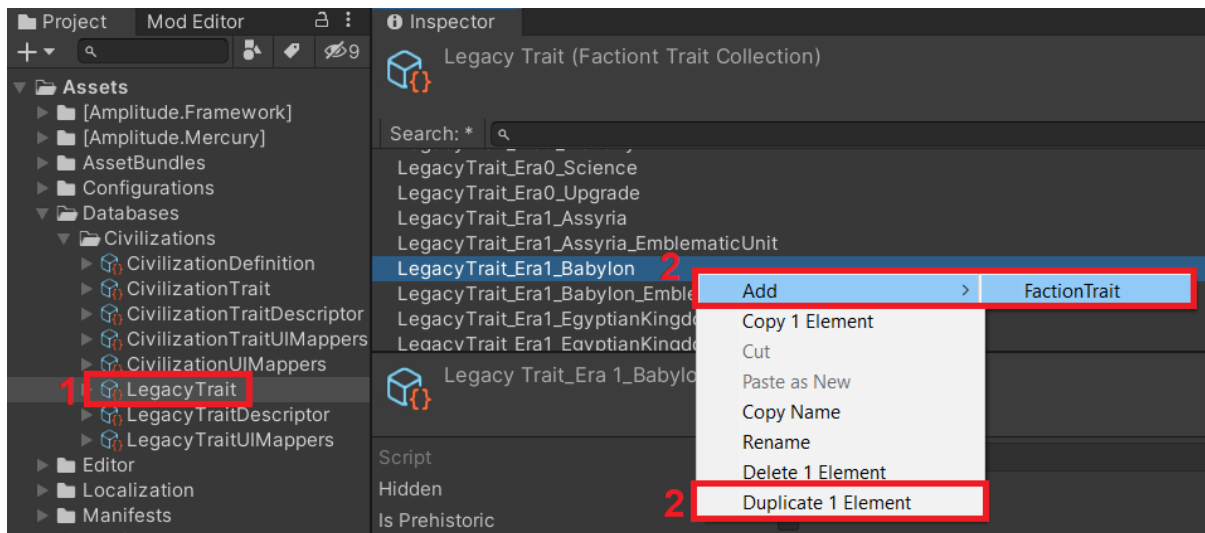 Project
Mod Editor
9
Assets
[Amplitude.Framework]
[Amplitude.Mercury]
AssetBundles
Configurations
Databases
Civilizations
CivilizationDefinition
CivilizationTrait
CivilizationTraitDescriptor
CivilizationTraitUIMappers
CivilizationUIMappers
1
LegacyTrait
LegacyTraitDescriptor
LegacyTraitUIMappers
Editor
Localization
Manifests
Inspector
Legacy Trait (Factiont Trait Collection)
Search: *
LegacyTrait_Era0_Science
LegacyTrait_Era0_Upgrade
LegacyTrait_Era1_Assyria
LegacyTrait_Era1_Assyria_EmblematicUnit
LegacyTrait_Era1_Babylon
2
LegacyTrait_Era1_Babylon_Emble
LegacyTrait_Era1_EgyptianKingdo
LegacyTrait_Era1_EgyptianKingdo
Legacy Trait_Era 1_Babylo
Script
Hidden
Is Prehistoric
Add >
FactionTrait
Copy 1 Element
Cut
Paste as New
Copy Name
Rename
Delete 1 Element
2
Duplicate 1 Element